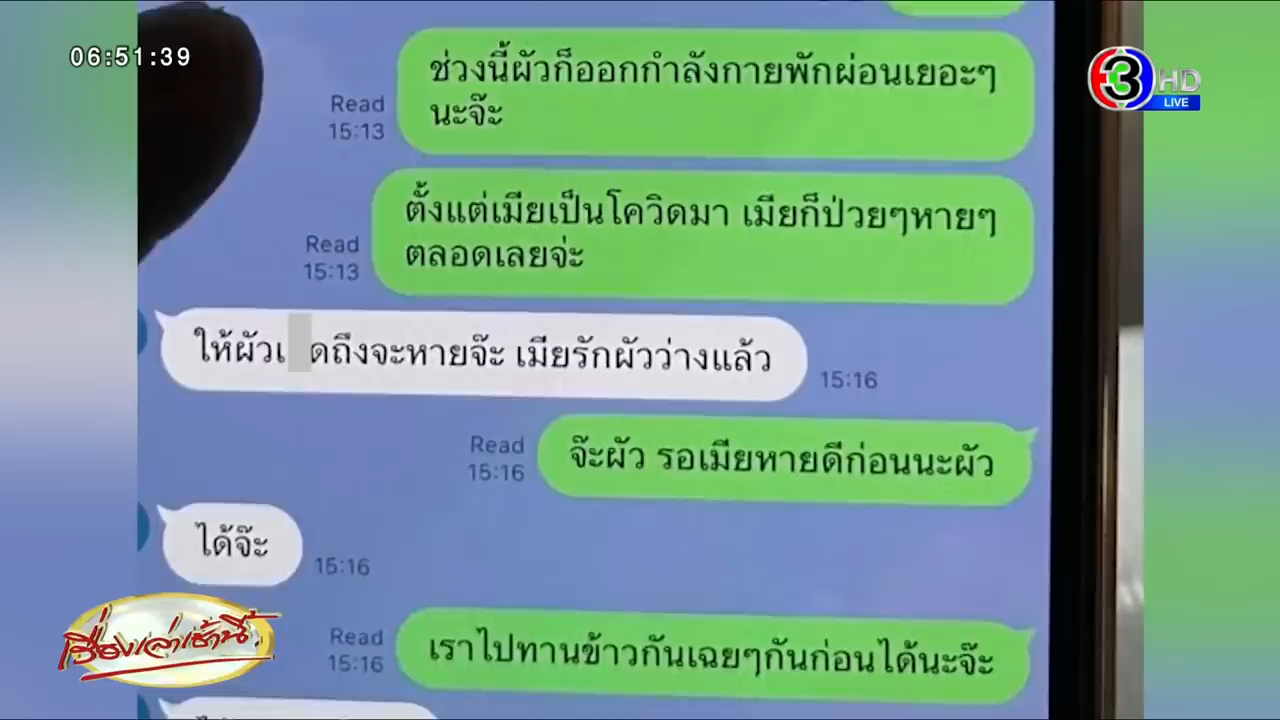 06:51:39
3 HD
LIVE
ช่วงนี้ผัวก็ออกกำลังกายพักผ่อนเยอะๆ
นะจ๊ะ
Read
15:13
ตั้งแต่เมียเป็นโควิดมา เมียก็ป่วยๆหายๆ
ตลอดเลยจ่ะ
Read
15:13
ให้ผัวเ ดถึงจะหายจ๊ะ เมียรักผัวว่างแล้ว
15:16
จ๊ะผัว รอเมียหายดีก่อนนะผัว
Read
15:16
ได้จ๊ะ
15:16
เราไปทานข้าวกันเฉยๆกันก่อนได้นะจ๊ะ
Read
15:16
เรื่องเล่าเช้านี้